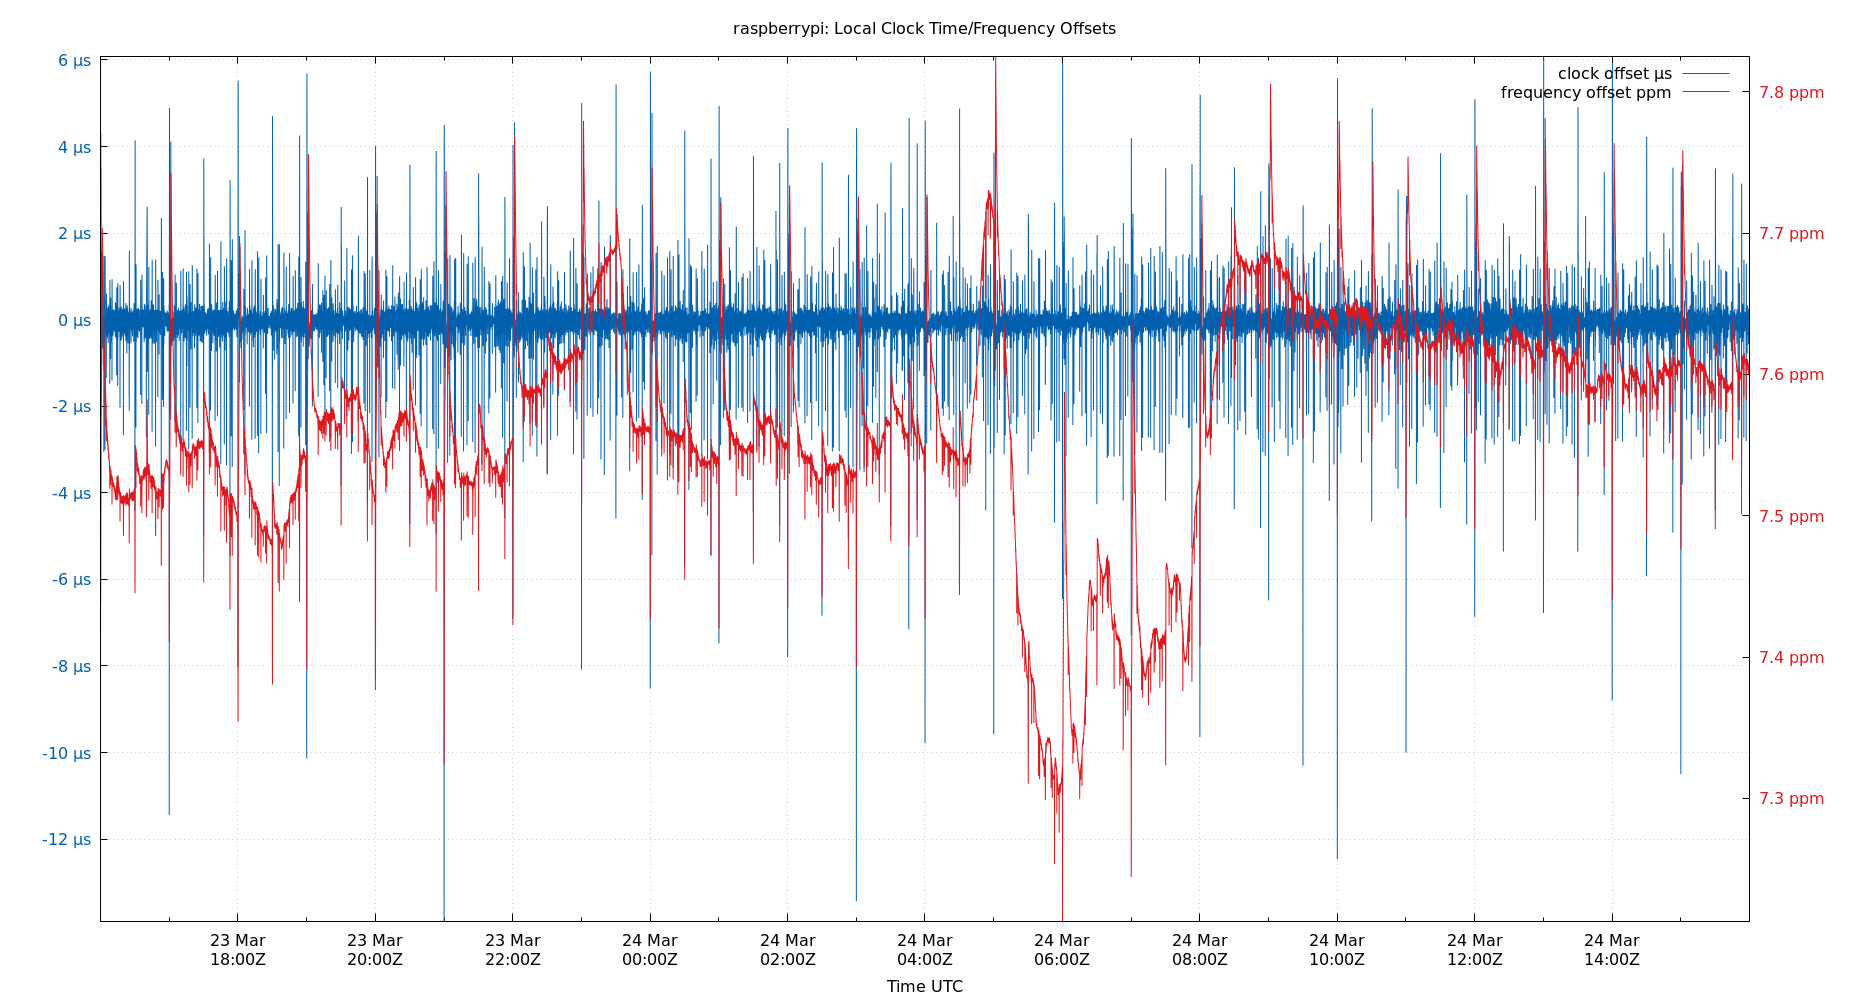 raspberrypi: Local Clock Time/Frequency Offsets
clock offset µs
frequency offset ppm
6 µs
4 µs
2 µs
0 µs
-2 µs
-4 µs
-6 µs
-8 µs
-10 µs
-12 µs
7.8 ppm
7.7 ppm
7.6 ppm
7.5 ppm
7.4 ppm
7.3 ppm
23 Mar 23 Mar 23 Mar 24 Mar 24 Mar 24 Mar 24 Mar 24 Mar 24 Mar 24 Mar 24 Mar
18:00Z 20:00Z 22:00Z 00:00Z 02:00Z 04:00Z 06:00Z 08:00Z 10:00Z 12:00Z 14:00Z
Time UTC